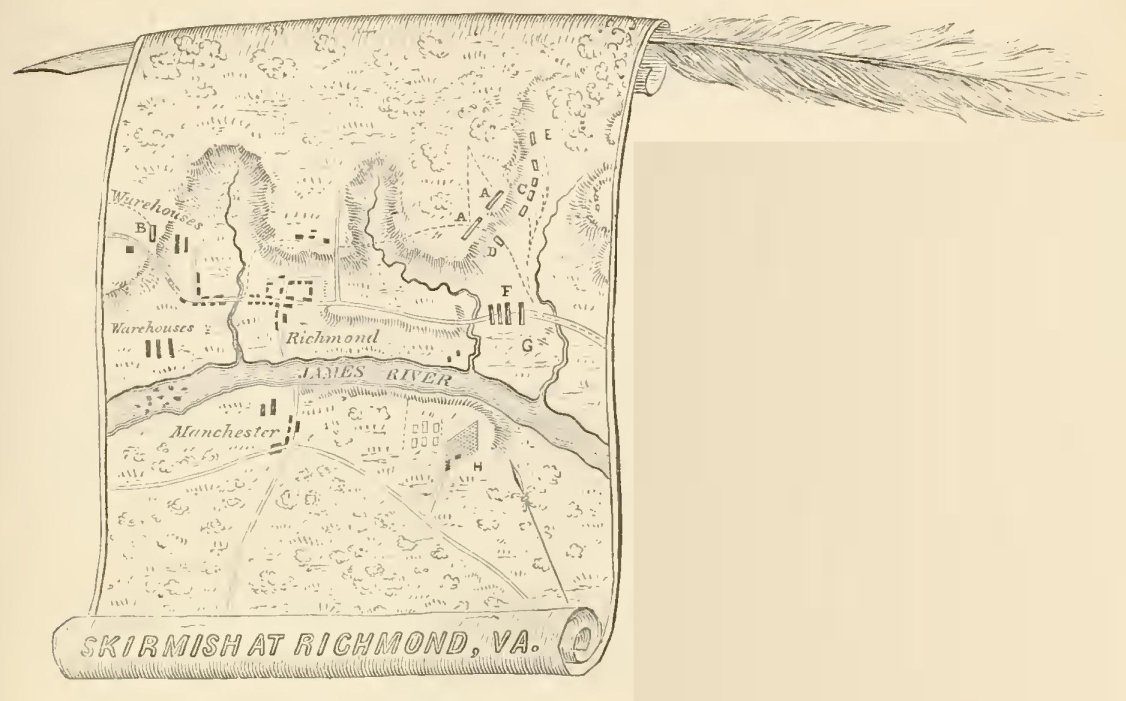 E
A
C
Warehouses
B
A
D
F
Warehouses
Richmond
G
JAMES RIVER
Manchester
H
SKIRMISH AT RICHMOND, VA.